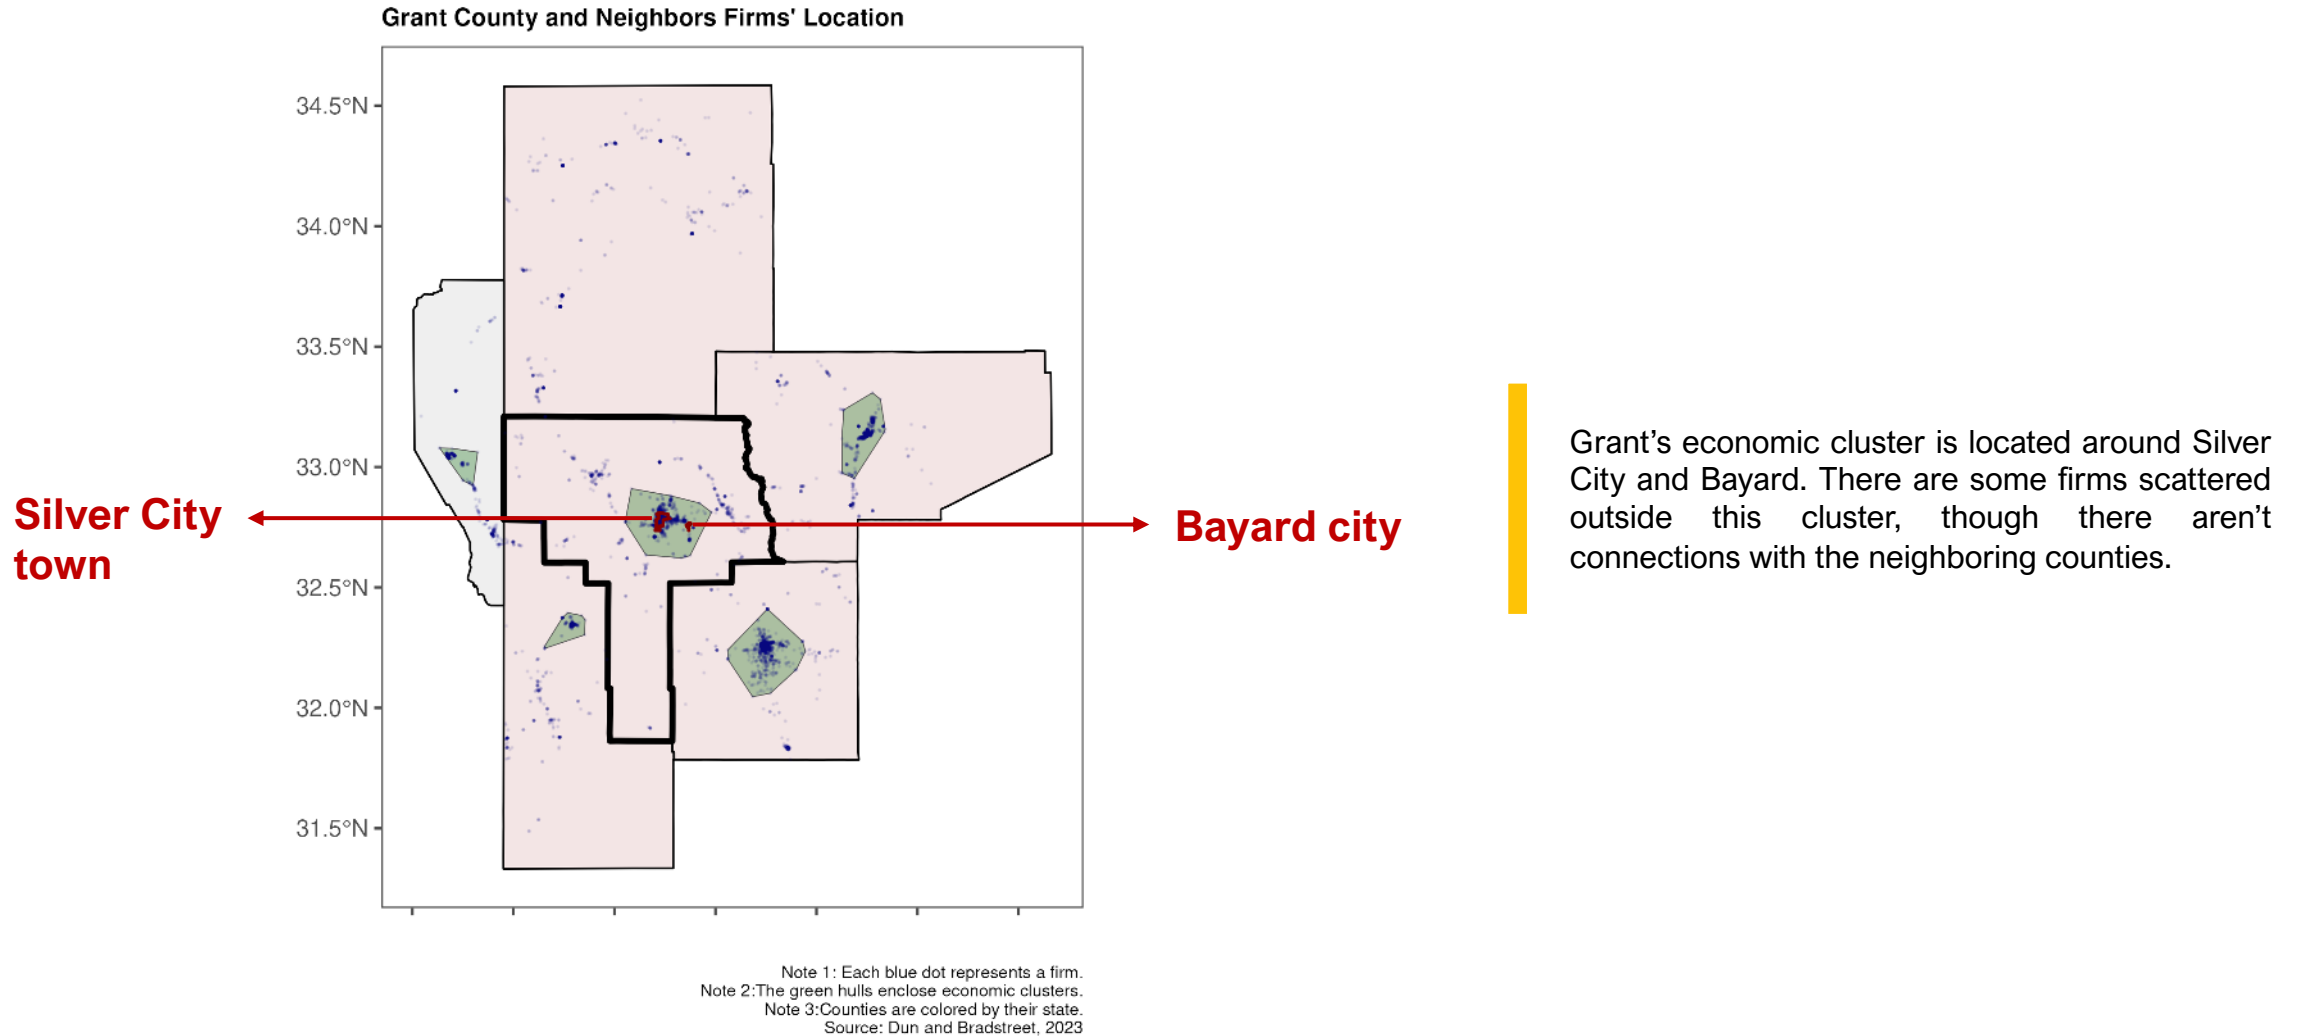 Grant County and Neighbors Firms' Location
34.5°N
34.0°N
33.5°N
33.0°N
32.5°N
32.0°N
31.5°N
Silver City
town
Bayard city
Grant’s economic cluster is located around Silver
City and Bayard. There are some firms scattered
outside this cluster, though there aren’t
connections with the neighboring counties.
Note 1: Each blue dot represents a firm.
Note 2:The green hulls enclose economic clusters.
Note 3:Counties are colored by their state.
Source: Dun and Bradstreet, 2023